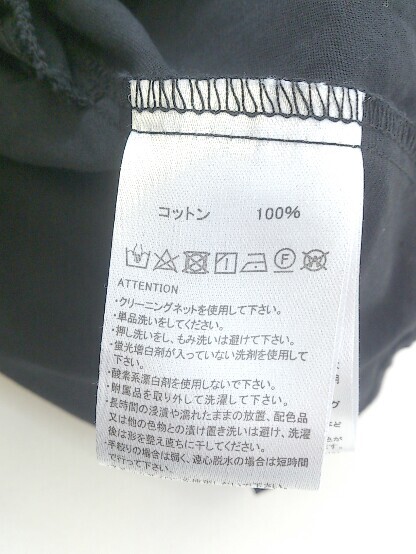 コットン 100%
F W
ATTENTION
・クリーニングネットを使用して下さい。
・単品洗いをしてください。
・押し洗いをし、もみ洗いは避けて下さい。
・蛍光増白剤が入っていない洗剤を使用して
下さい。
・酸素系漂白剤を使用しないで下さい。
・附属品を取り外して洗濯して下さい。
・長時間の浸漬や濡れたままの放置、配色品
又は他の色物との漬け置き洗いは避け、洗濯
後は形を整え直ちに干してください。
・手絞りの場合は弱く、遠心脱水の場合は短時間
で行って下さい。